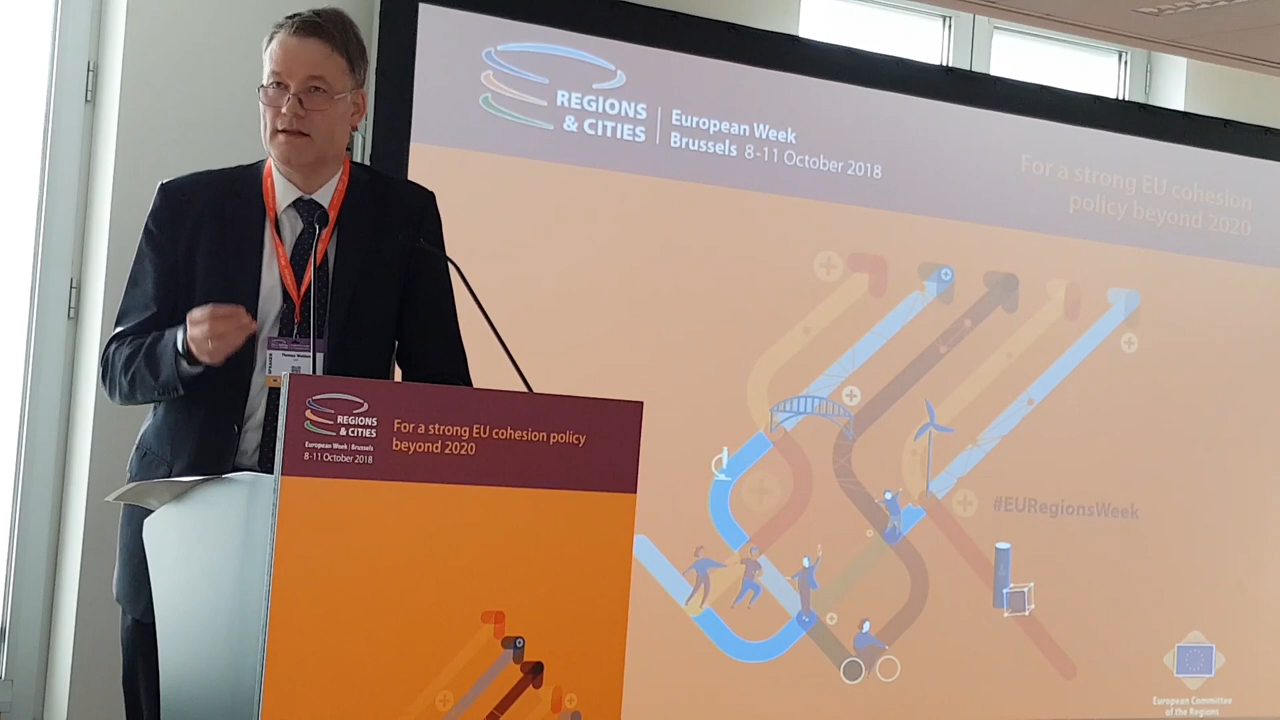 REGIONS
& CITIES
European Week
Brussels 8-11 October 2018
For a strong EU cohesion
policy beyond 2020
#EURegionsWeek
European Committee
of the Regions
SPEAKER
REGIONS
& CITIES
European Week | Brussels
8-11 October 2018
For a strong EU cohesion policy
beyond 2020